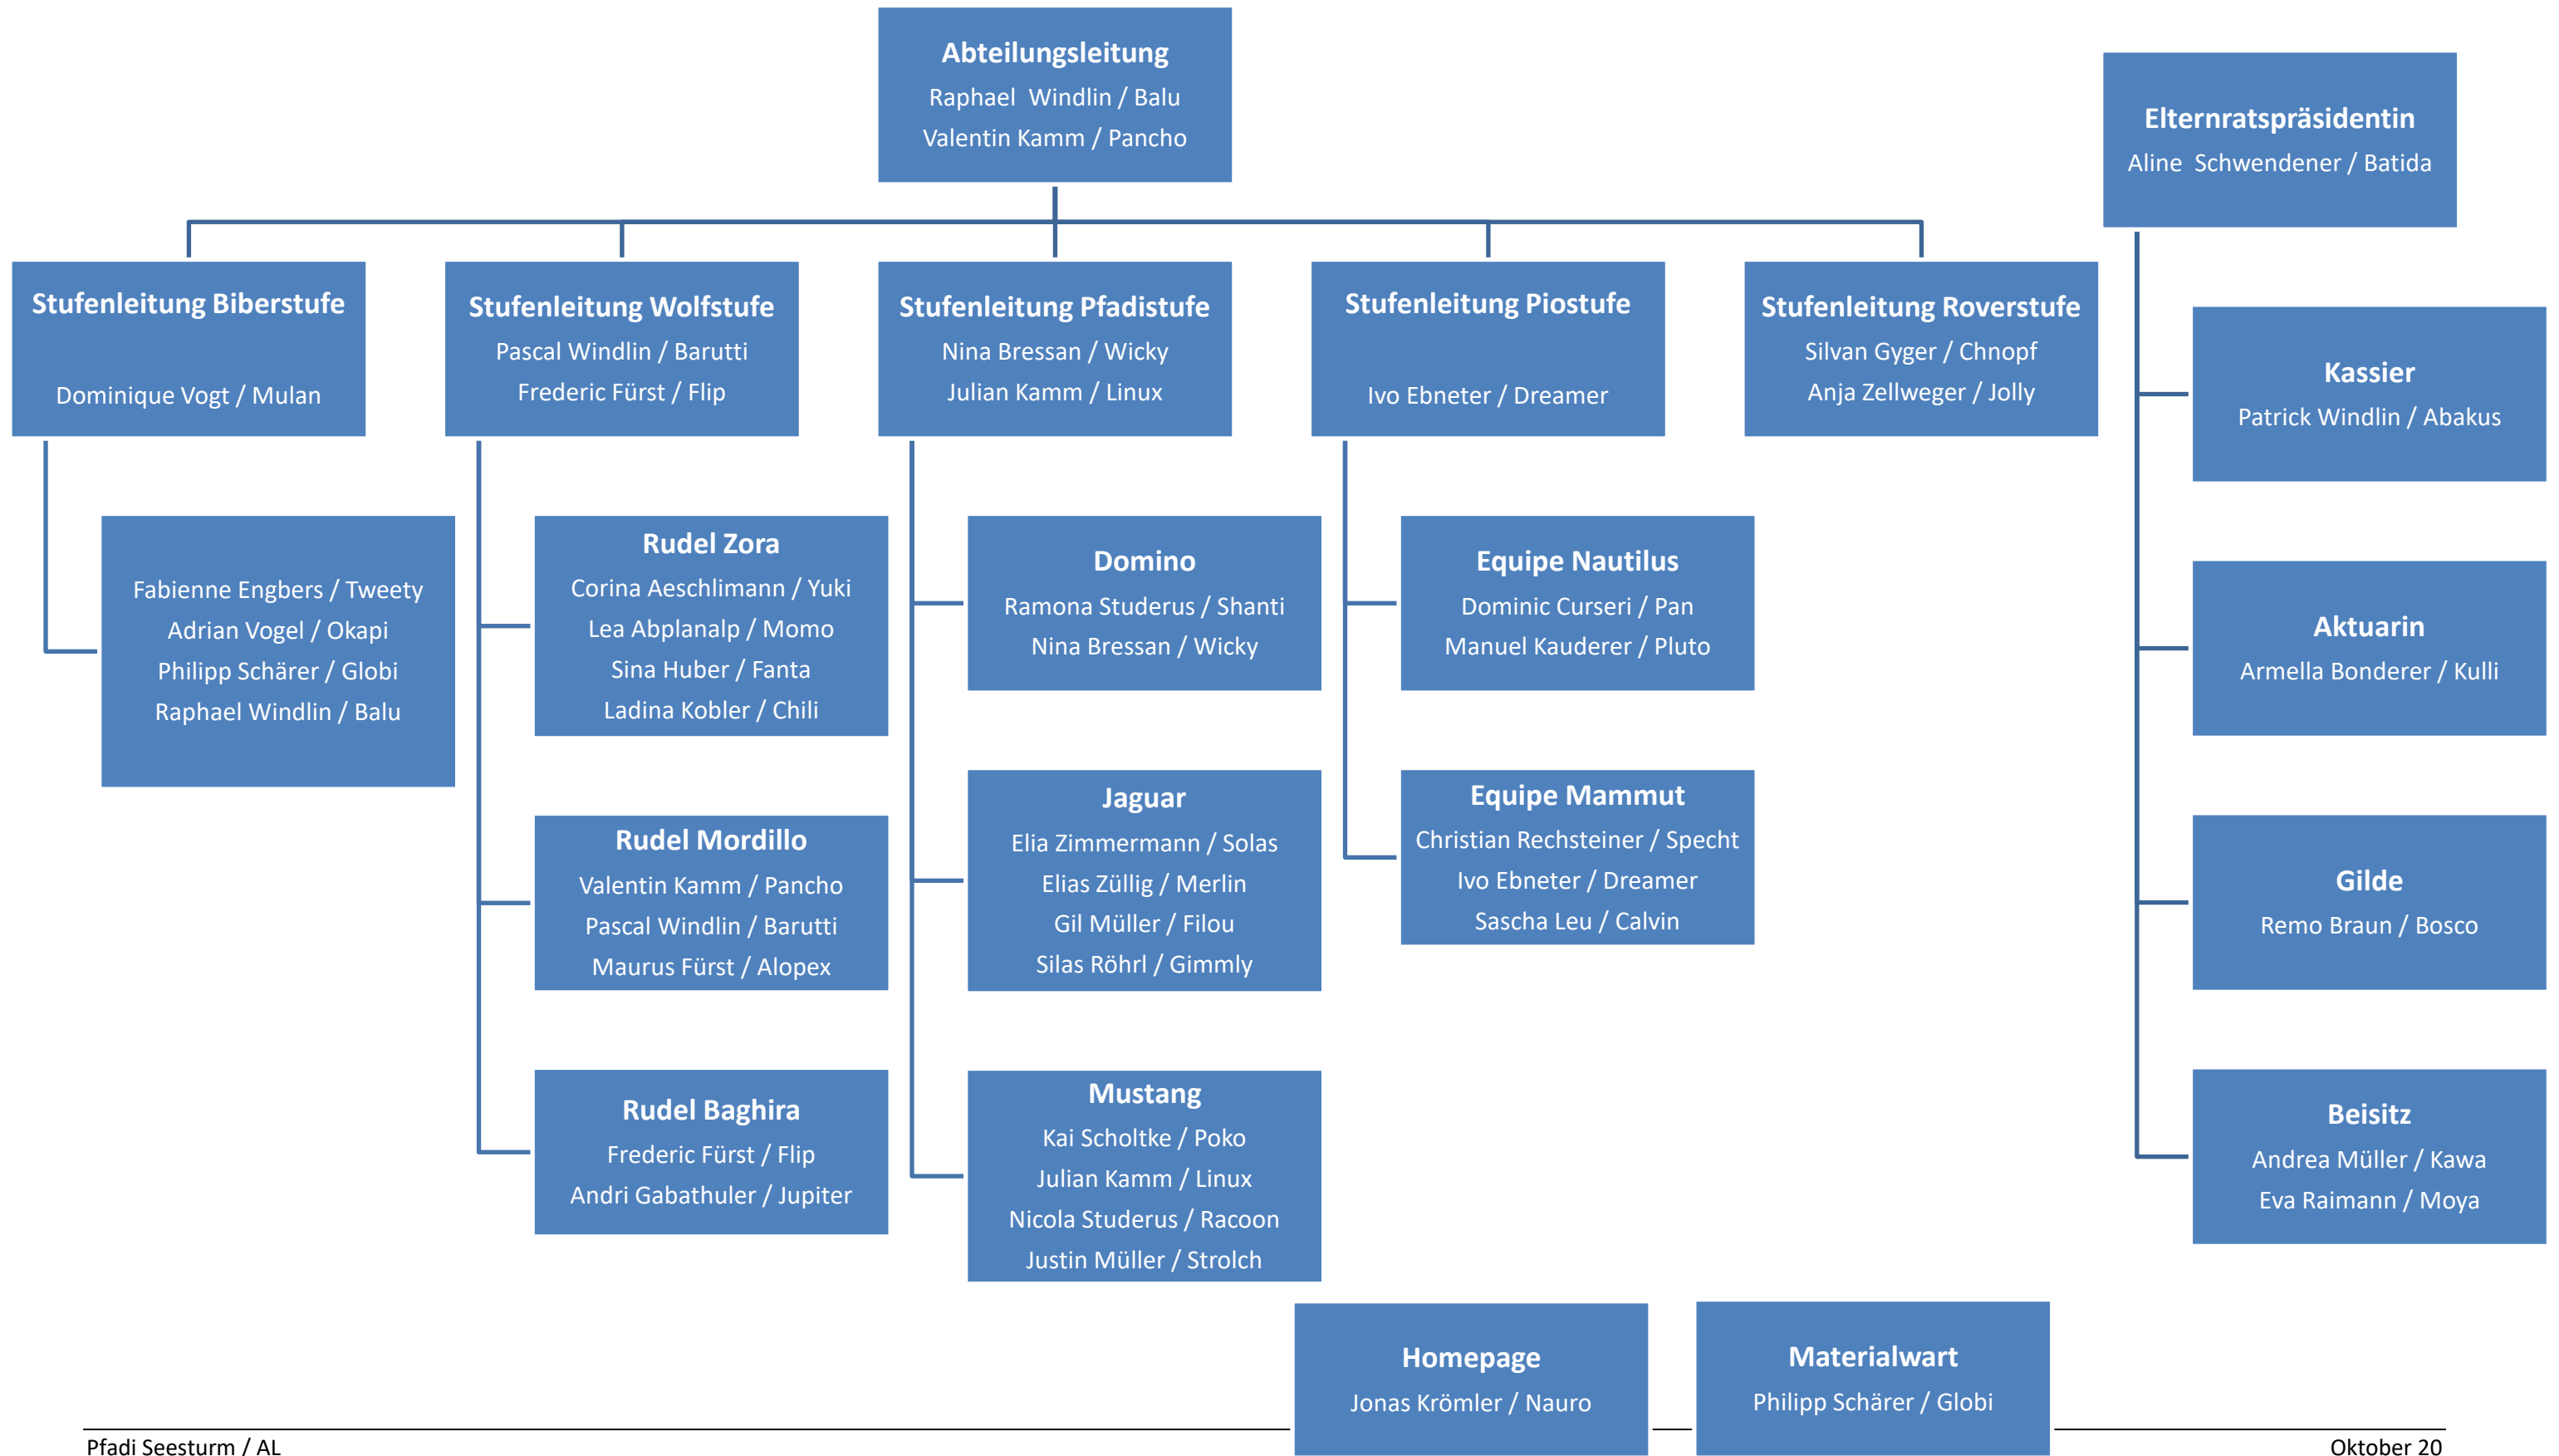 Abteilungsleitung
Raphael Windlin / Balu
Valentin Kamm / Pancho
Elternratspräsidentin
Aline Schwendener / Batida
Stufenleitung Biberstufe
Dominique Vogt / Mulan
Stufenleitung Wolfstufe
Pascal Windlin / Barutti
Frederic Fürst / Flip
Stufenleitung Pfadistufe
Nina Bressan / Wicky
Julian Kamm / Linux
Stufenleitung Piostufe
Ivo Ebneter / Dreamer
Stufenleitung Roverstufe
Silvan Gyger / Chnopf
Anja Zellweger / Jolly
Kassier
Patrick Windlin / Abakus
Fabienne Engbers / Tweety
Adrian Vogel / Okapi
Philipp Schärer / Globi
Raphael Windlin / Balu
Rudel Zora
Corina Aeschlimann / Yuki
Lea Abplanalp / Momo
Sina Huber / Fanta
Ladina Kobler / Chili
Domino
Ramona Studerus / Shanti
Nina Bressan / Wicky
Equipe Nautilus
Dominic Curseri / Pan
Manuel Kauderer / Pluto
Aktuarin
Armella Bonderer / Kulli
Rudel Mordillo
Valentin Kamm / Pancho
Pascal Windlin / Barutti
Maurus Fürst / Alopex
Jaguar
Elia Zimmermann / Solas
Elias Züllig / Merlin
Gil Müller / Filou
Silas Röhrl / Gimmly
Equipe Mammut
Christian Rechsteiner / Specht
Ivo Ebneter / Dreamer
Sascha Leu / Calvin
Gilde
Remo Braun / Bosco
Rudel Baghira
Frederic Fürst / Flip
Andri Gabathuler / Jupiter
Mustang
Kai Scholtke / Poko
Julian Kamm / Linux
Nicola Studerus / Racoon
Justin Müller / Strolch
Beisitz
Andrea Müller / Kawa
Eva Raimann / Moya
Homepage
Jonas Krömler / Nauro
Materialwart
Philipp Schärer / Globi
Pfadi Seesturm / AL
Oktober 20